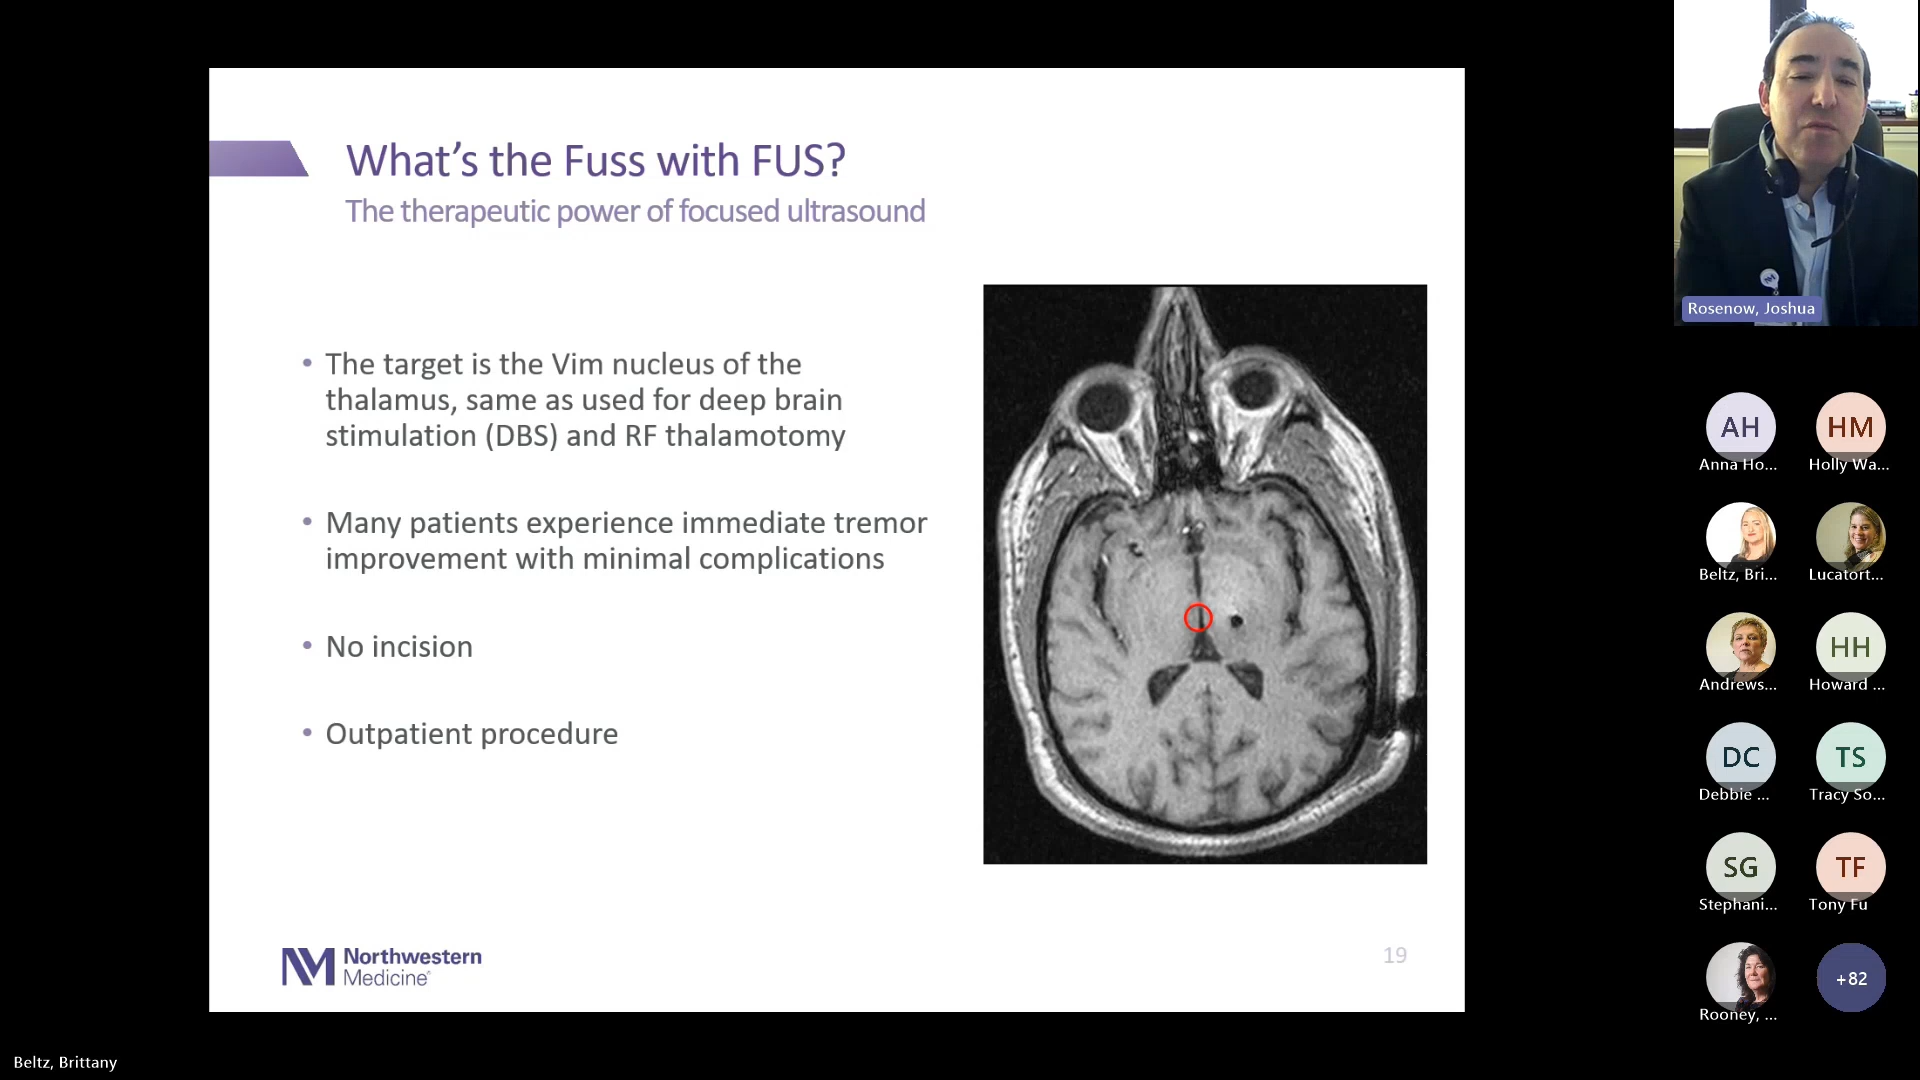 What's the Fuss with FUS?
The therapeutic power of focused ultrasound
• The target is the Vim nucleus of the
thalamus, same as used for deep brain
stimulation (DBS) and RF thalamotomy
• Many patients experience immediate tremor
improvement with minimal complications
• No incision
• Outpatient procedure
NM Northwestern
Medicine®
19
Rosenow, Joshua
AH
Anna Ho...
HM
Holly Wa...
Beltz, Bri...
Lucatort...
Andrews...
HH
Howard ...
DC
Debbie ...
TS
Tracy So...
SG
Stephani...
TF
Tony Fu
Rooney, ...
+82
Beltz, Brittany